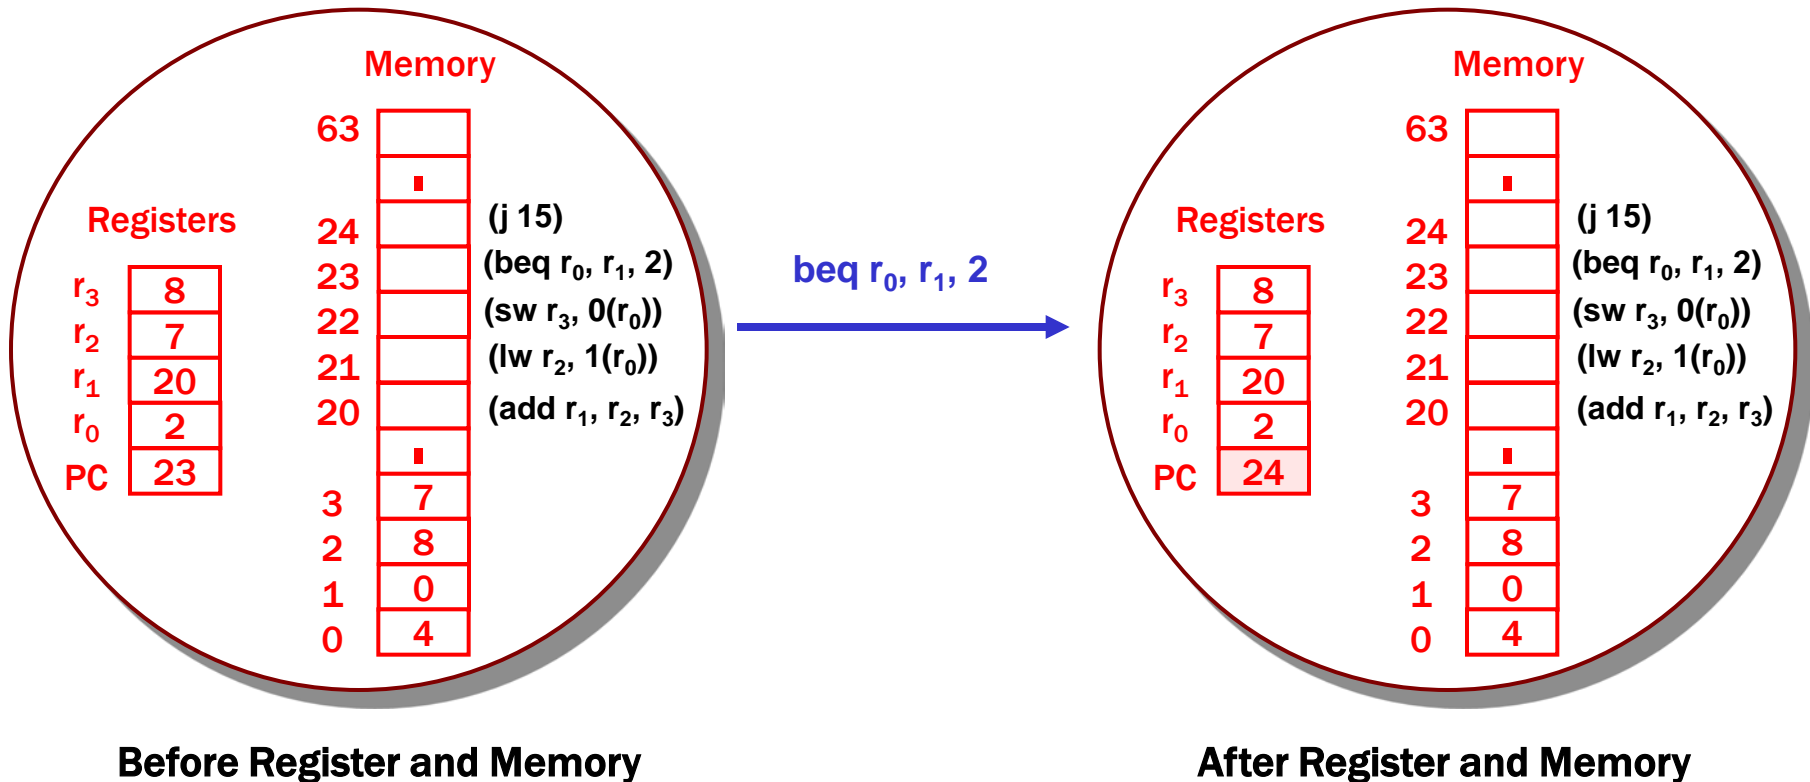 Memory
63
Registers
24 (j 15)
23 (beq r₀, r₁, 2)
22 (sw r₃, 0(r₀))
21 (lw r₂, 1(r₀))
20 (add r₁, r₂, r₃)
r₃ 8
r₂ 7
r₁ 20
r₀ 2
PC 23
3 7
2 8
1 0
0 4
Before Register and Memory
beq r₀, r₁, 2
Memory
63
Registers
24 (j 15)
23 (beq r₀, r₁, 2)
22 (sw r₃, 0(r₀))
21 (lw r₂, 1(r₀))
20 (add r₁, r₂, r₃)
r₃ 8
r₂ 7
r₁ 20
r₀ 2
PC 24
3 7
2 8
1 0
0 4
After Register and Memory